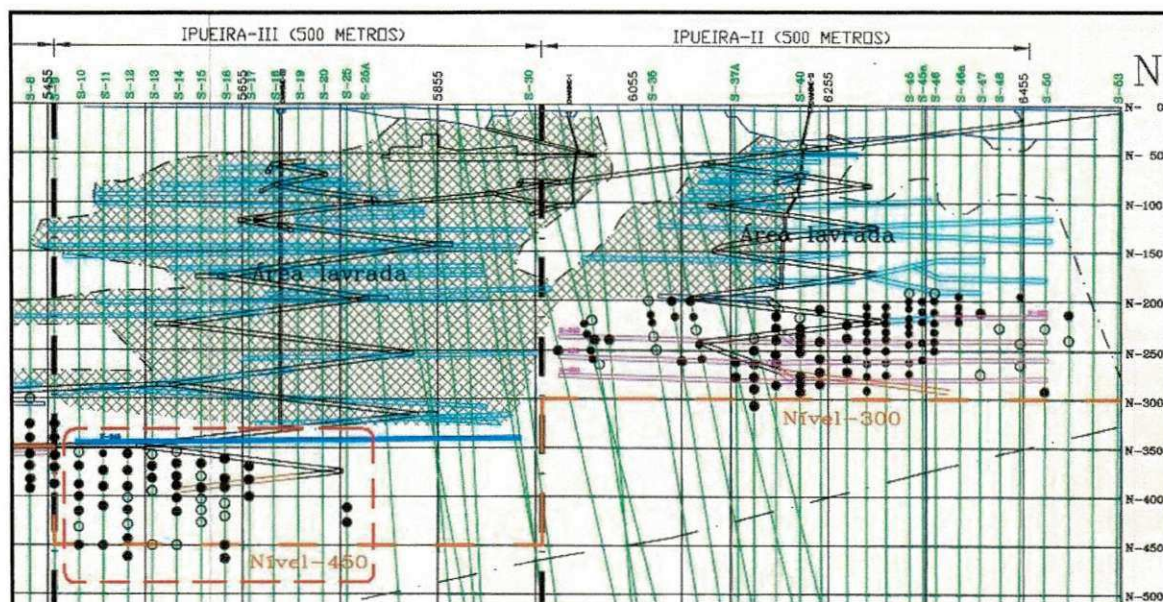 IPUEIRA-III (500 METROS)
IPUEIRA-II (500 METROS)
N
S-8
5455
S-9
S-10
S-11
S-12
S-13
S-14
S-15
S-16
5655
S-17
S-18
S-19
S-20
S-25
S-25A
5855
S-30
6055
S-35
S-37A
S-40
6255
S-45
S-45a
S-46
S-46a
S-47
S-48
6455
S-50
S-53
N- 0
N- 50
N-100
N-150
N-200
N-250
N-300
N-350
N-400
N-450
N-500
Área lavrada
Área lavrada
Nível-300
Nível-450